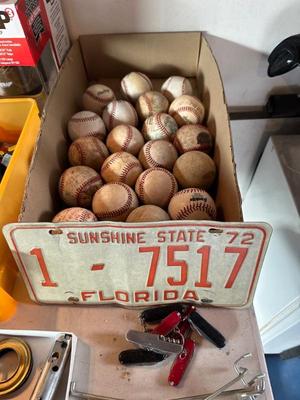 SUNSHINE STATE 72
1 - 7517
FLORIDA